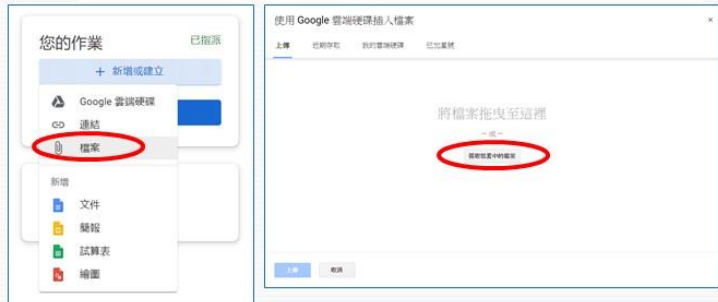 您的作業
已指派
+ 新增或建立
Google 雲端硬碟
連結
檔案
新增
文件
簡報
試算表
繪圖
使用 Google 雲端硬碟插入檔案
×
上傳
近期存取
我的雲端硬碟
已加星號
將檔案拖曳至這裡
- 或 -
選取裝置中的檔案
上傳
取消